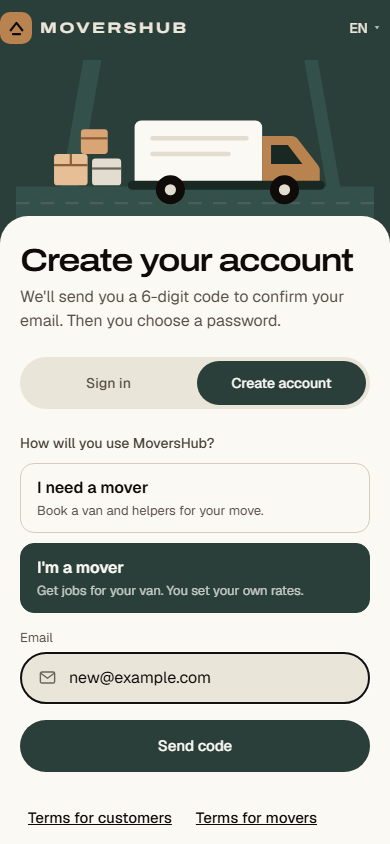 MOVERSHUB
EN
Create your account
We'll send you a 6-digit code to confirm your
email. Then you choose a password.
Sign in
Create account
How will you use MoversHub?
I need a mover
Book a van and helpers for your move.
I'm a mover
Get jobs for your van. You set your own rates.
Email
new@example.com
Send code
Terms for customers
Terms for movers